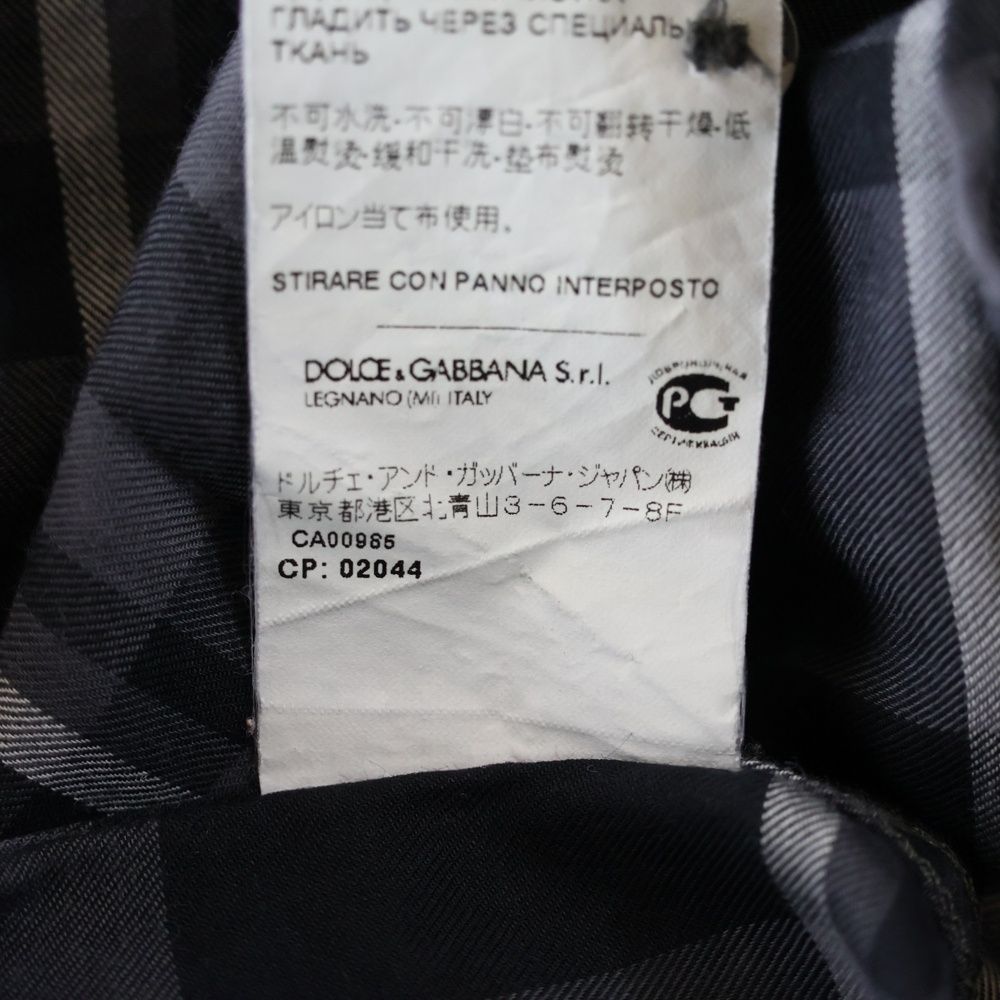 ГЛАДИТЬ ЧЕРЕЗ СПЕЦИАЛЬ
ТКАНЬ
不可水洗-不可漂白-不可翻转干燥-低
温熨烫-缓和干洗-垫布熨烫
アイロン当て布使用。
STIRARE CON PANNO INTERPOSTO
DOLCE & GABBANA S.r.l.
LEGNANO (MI) ITALY
PCT
ドルチェ・アンド・ガッバーナ・ジャパン㈱
東京都港区北青山3-6-7-8F
CA00985
CP: 02044